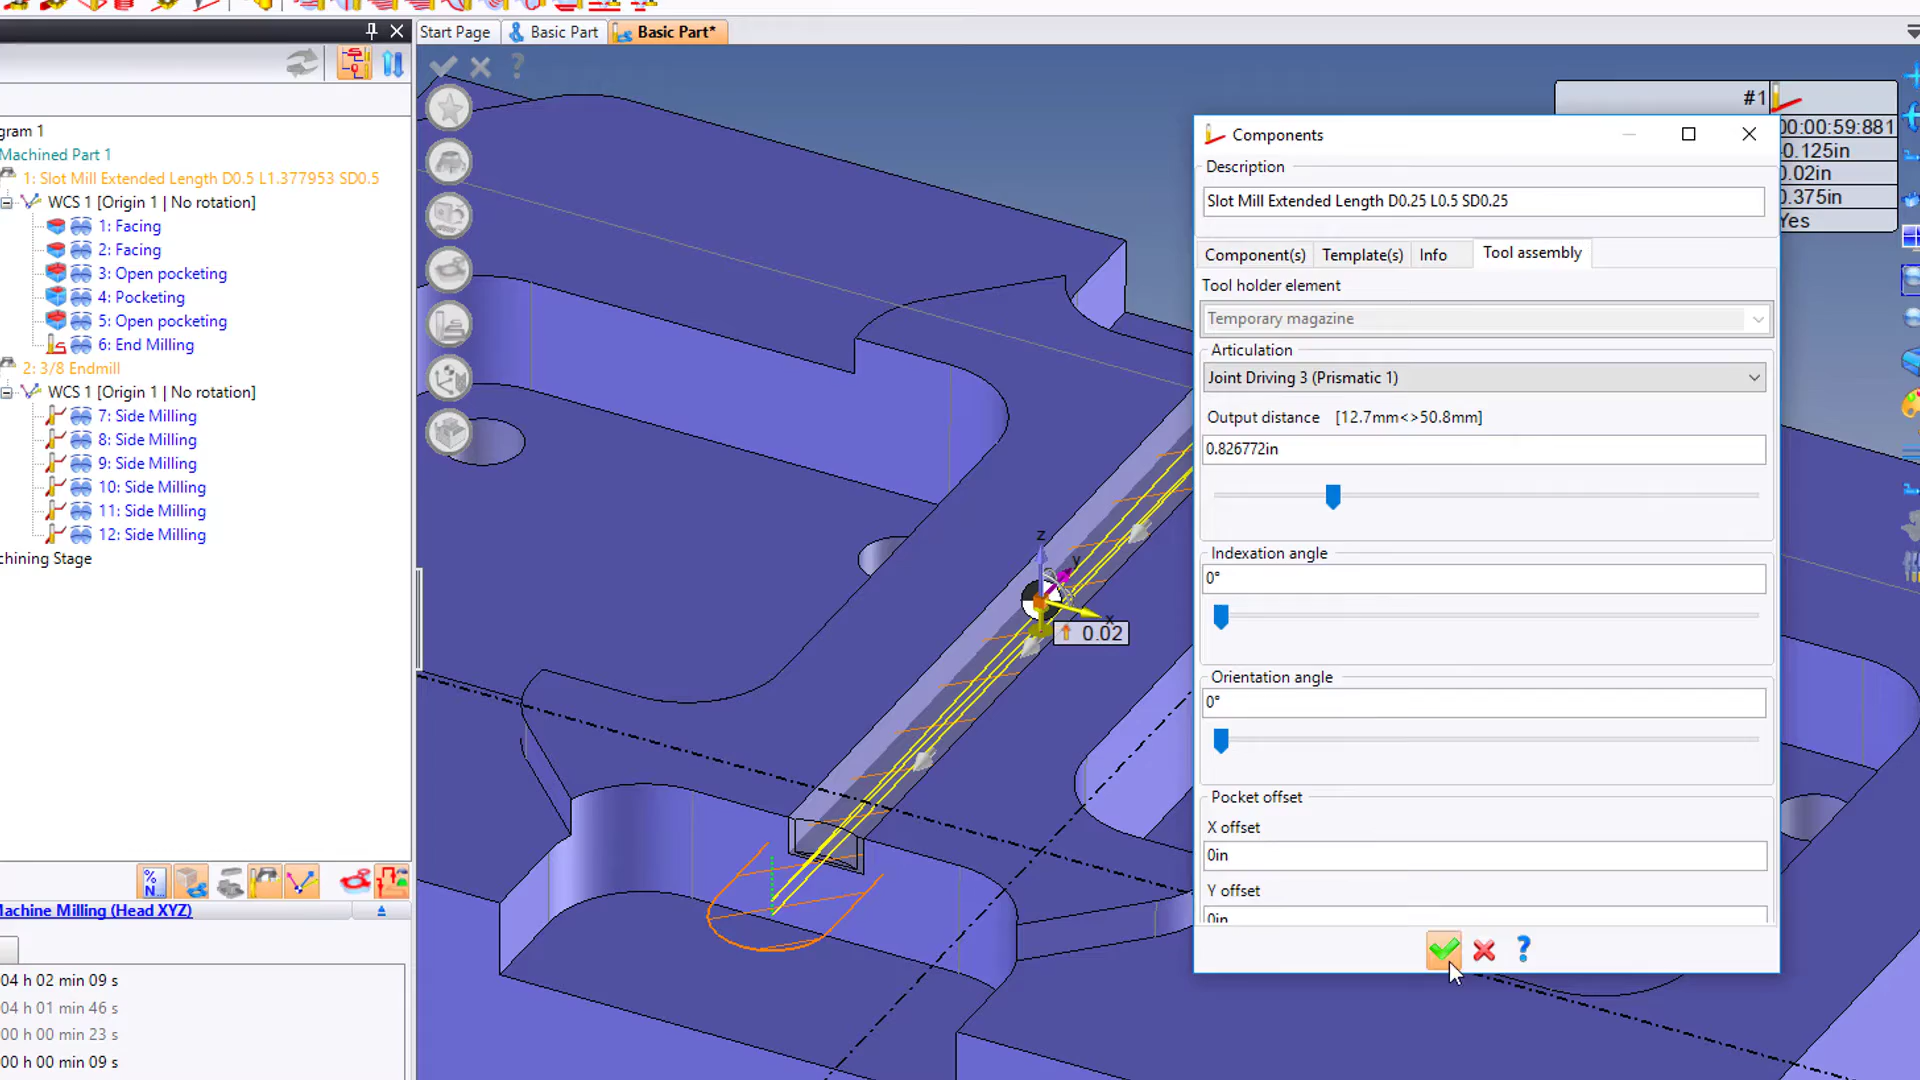 Start Page
Basic Part
Basic Part*
gram 1
Machined Part 1
1: Slot Mill Extended Length D0.5 L1.377953 SD0.5
WCS 1 [Origin 1 | No rotation]
1: Facing
2: Facing
3: Open pocketing
4: Pocketing
5: Open pocketing
6: End Milling
2: 3/8 Endmill
WCS 1 [Origin 1 | No rotation]
7: Side Milling
8: Side Milling
9: Side Milling
10: Side Milling
11: Side Milling
12: Side Milling
chining Stage
% N
Machine Milling (Head XYZ)
04 h 02 min 09 s
04 h 01 min 46 s
00 h 00 min 23 s
00 h 00 min 09 s
z
y
x
0.02
#1
00:00:59:881
0.125in
0.02in
0.375in
Yes
Components
Description
Slot Mill Extended Length D0.25 L0.5 SD0.25
Component(s)
Template(s)
Info
Tool assembly
Tool holder element
Temporary magazine
Articulation
Joint Driving 3 (Prismatic 1)
Output distance [12.7mm<>50.8mm]
0.826772in
Indexation angle
0°
Orientation angle
0°
Pocket offset
X offset
0in
Y offset
0in